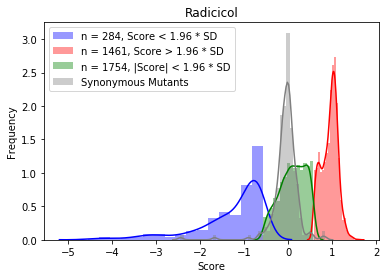 Radicicol
n = 284, Score < 1.96 * SD
n = 1461, Score > 1.96 * SD
n = 1754, |Score| < 1.96 * SD
Synonymous Mutants
Frequency
3.0
2.5
2.0
1.5
1.0
0.5
0.0
−5 −4 −3 −2 −1 0 1 2
Score